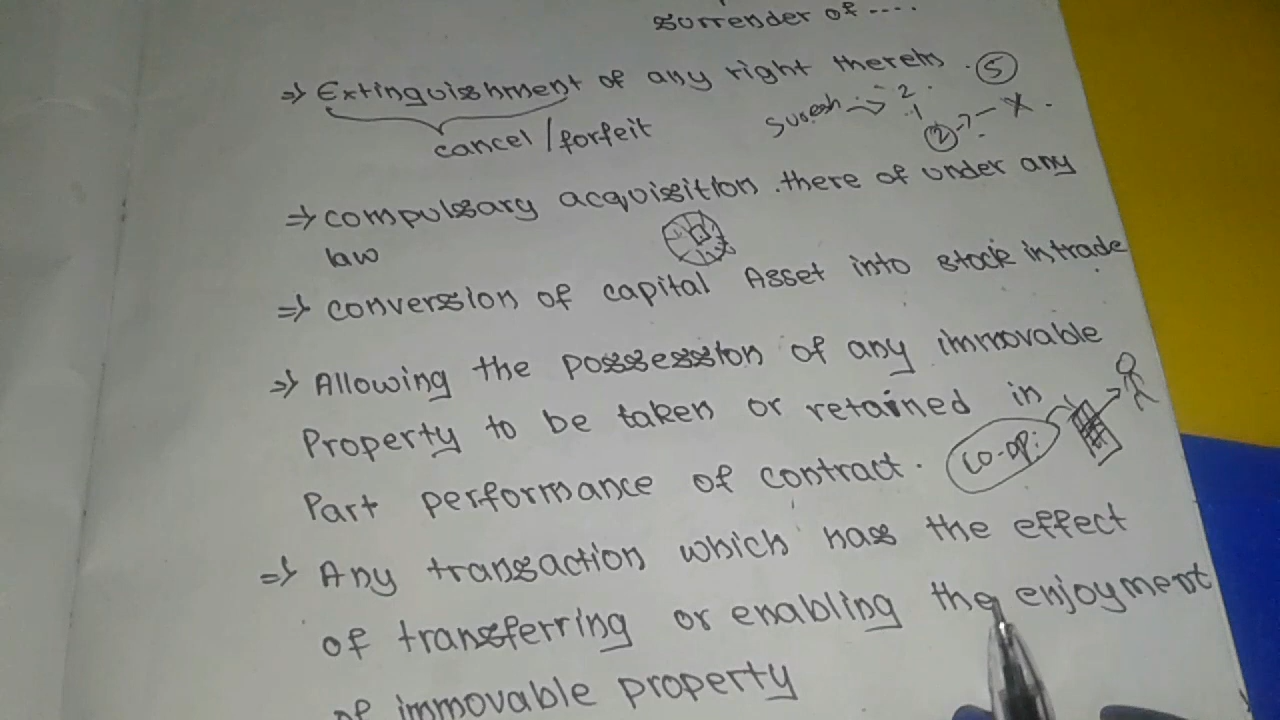 surrender of ....
=> Extinguishment of any right therein . (5)
cancel/forfeit
Suresh => 2.
1
(2) -> - X .
=> compulsary acquisition there of under any
law
=> conversion of capital Asset into stock in trade
=> Allowing the possession of any immovable
Property to be taken or retained in
Part performance of contract.
co-op:
=> Any transaction which has the effect
of transferring or enabling the enjoyment
of immovable property